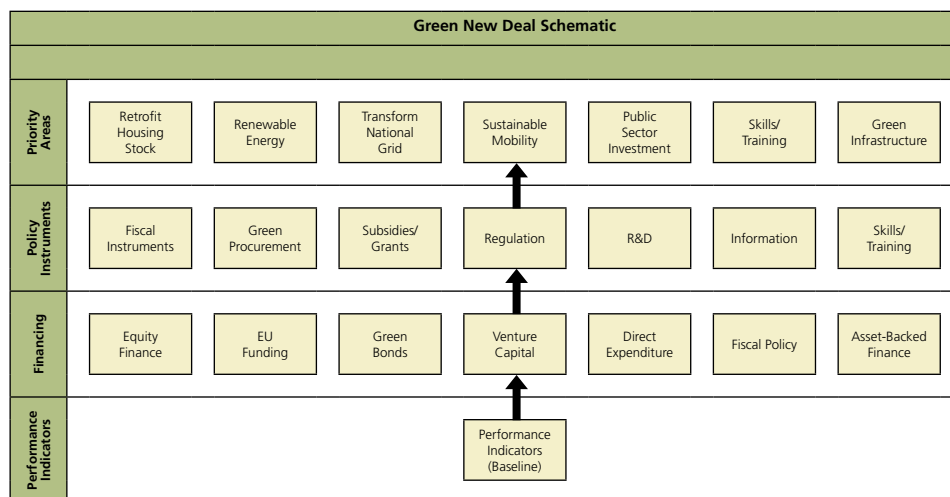 Green New Deal Schematic
Priority
Areas
Retrofit
Housing
Stock
Renewable
Energy
Transform
National
Grid
Sustainable
Mobility
Public
Sector
Investment
Skills/
Training
Green
Infrastructure
Policy
Instruments
Fiscal
Instruments
Green
Procurement
Subsidies/
Grants
Regulation
R&D
Information
Skills/
Training
Financing
Equity
Finance
EU
Funding
Green
Bonds
Venture
Capital
Direct
Expenditure
Fiscal Policy
Asset-Backed
Finance
Performance
Indicators
Performance
Indicators
(Baseline)